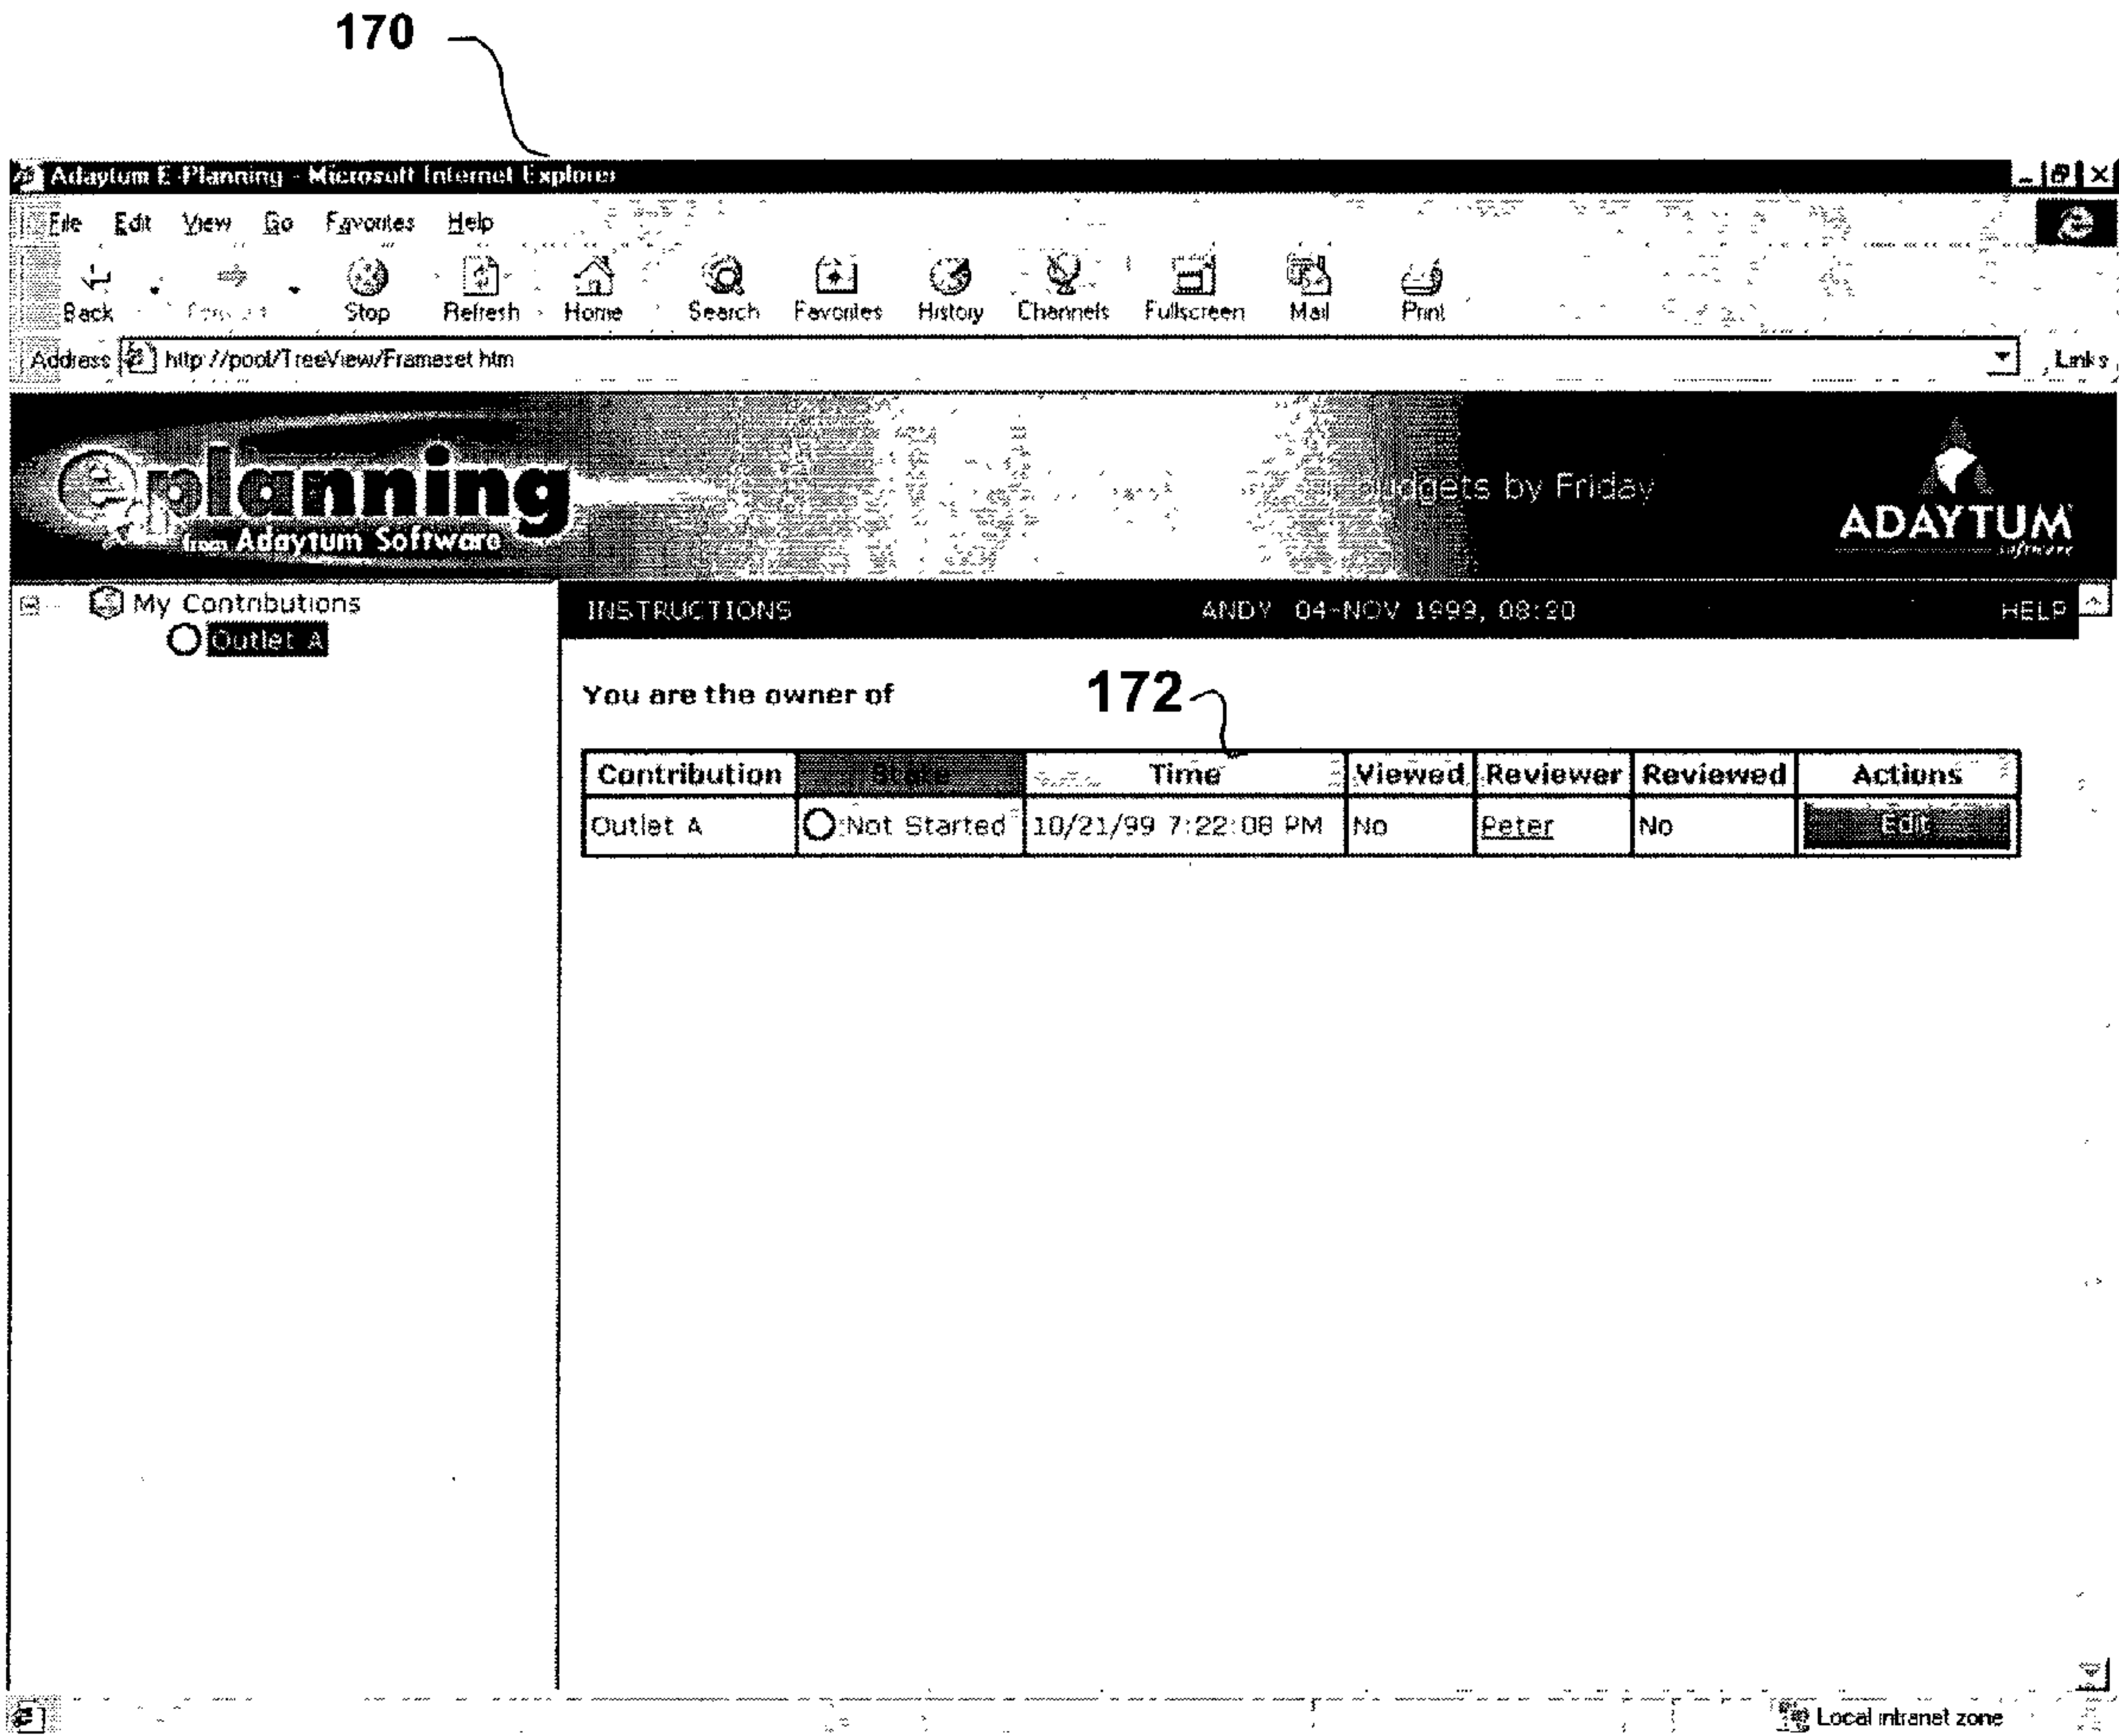 170
Adaytum E-Planning - Microsoft Internet Explorer
File Edit View Go Favorites Help
Back Forward Stop Refresh Home Search Favorites History Channels Fullscreen Mail Print
Address http://pool/TreeView/Frameset.htm Links
eplanning
from Adaytum Software
budgets by Friday
ADAYTUM
software
My Contributions
Outlet A
INSTRUCTIONS ANDY 04-NOV 1999, 08:20 HELP
You are the owner of
172
Contribution State Time Viewed Reviewer Reviewed Actions
Outlet A Not Started 10/21/99 7:22:08 PM No Peter No Edit
Local intranet zone